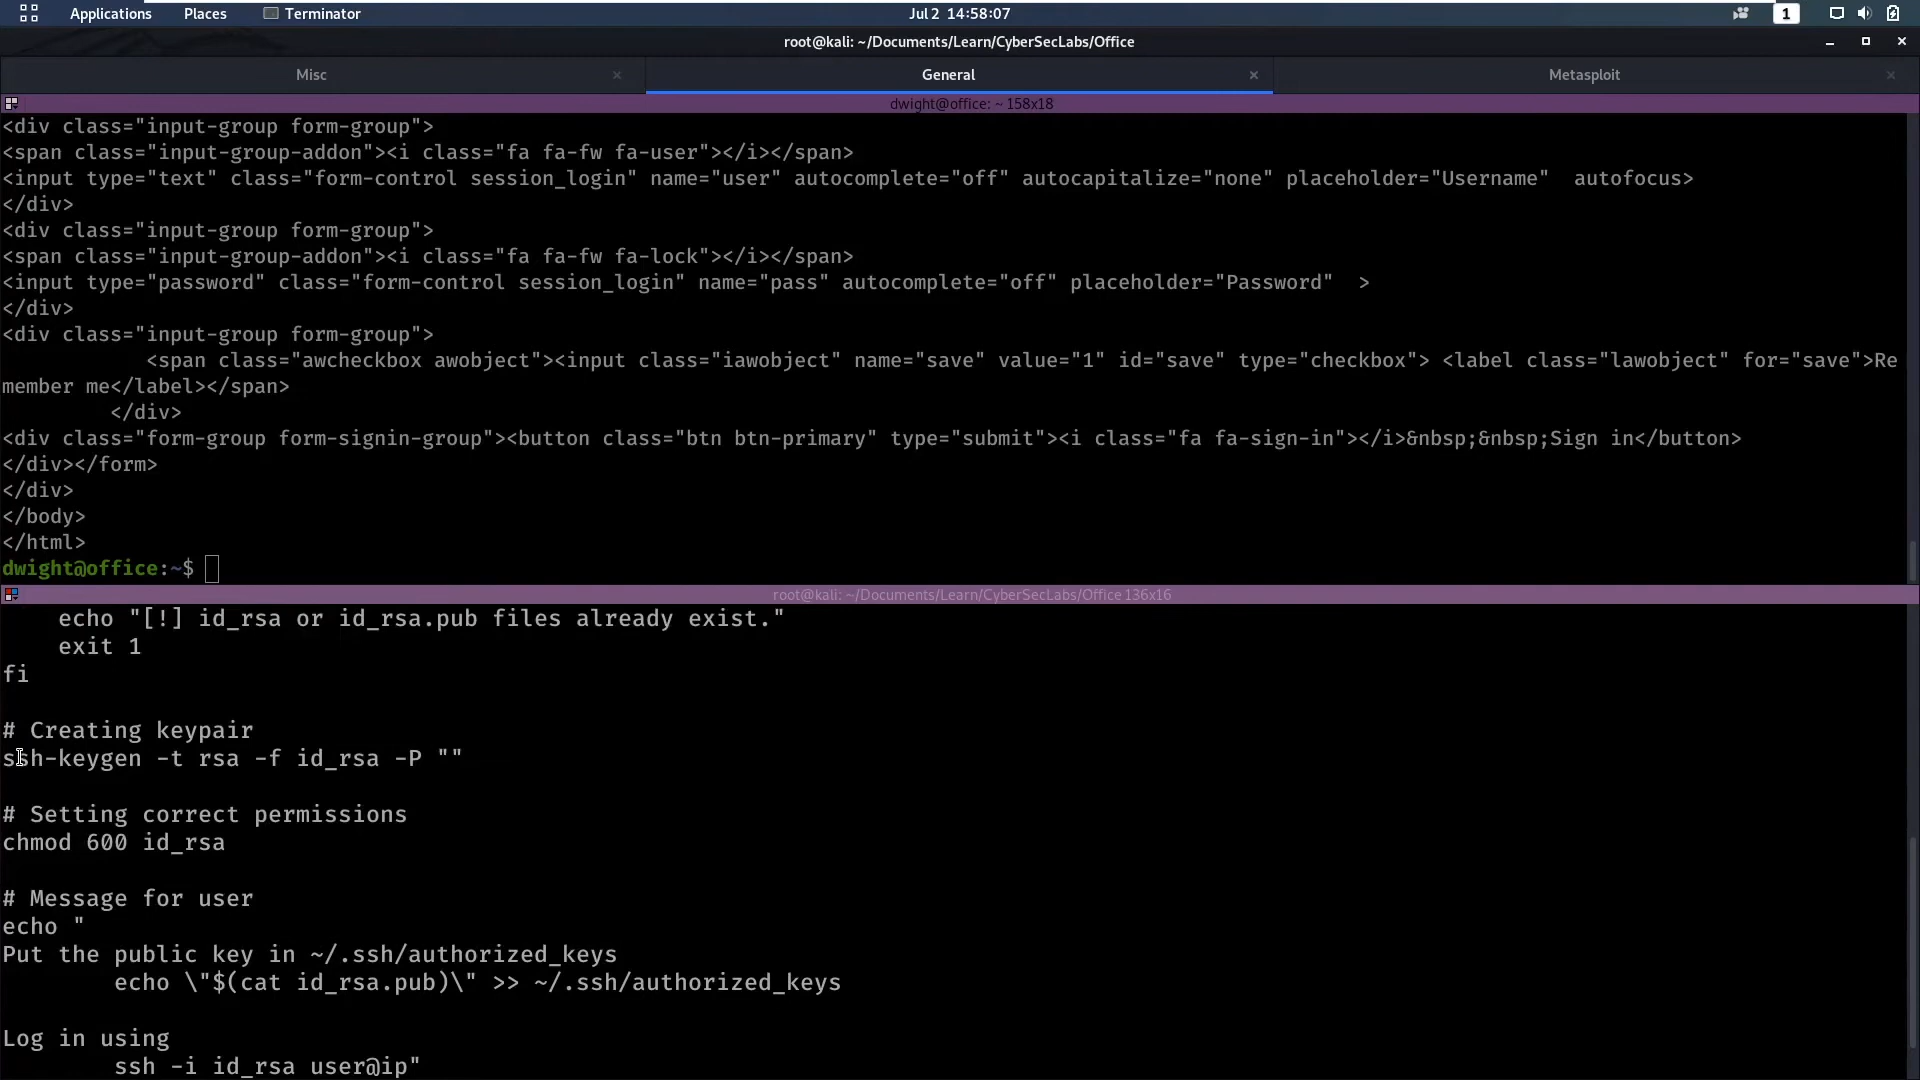 Applications Places Terminator Jul 2 14:58:07 1
root@kali: ~/Documents/Learn/CyberSecLabs/Office
Misc General Metasploit
dwight@office: ~ 158x18
<div class="input-group form-group">
<span class="input-group-addon"><i class="fa fa-fw fa-user"></i></span>
<input type="text" class="form-control session_login" name="user" autocomplete="off" autocapitalize="none" placeholder="Username"  autofocus>
</div>
<div class="input-group form-group">
<span class="input-group-addon"><i class="fa fa-fw fa-lock"></i></span>
<input type="password" class="form-control session_login" name="pass" autocomplete="off" placeholder="Password"  >
</div>
<div class="input-group form-group">
            <span class="awcheckbox awobject"><input class="iawobject" name="save" value="1" id="save" type="checkbox"> <label class="lawobject" for="save">Re
member me</label></span>
         </div>
<div class="form-group form-signin-group"><button class="btn btn-primary" type="submit"><i class="fa fa-sign-in"></i>&nbsp;&nbsp;Sign in</button>
</div></form>
</div>
</body>
</html>
dwight@office:~$
root@kali: ~/Documents/Learn/CyberSecLabs/Office 136x16
    echo "[!] id_rsa or id_rsa.pub files already exist."
    exit 1
fi
# Creating keypair
ssh-keygen -t rsa -f id_rsa -P ""
# Setting correct permissions
chmod 600 id_rsa
# Message for user
echo "
Put the public key in ~/.ssh/authorized_keys
        echo \"$(cat id_rsa.pub)\" >> ~/.ssh/authorized_keys
Log in using
        ssh -i id_rsa user@ip"